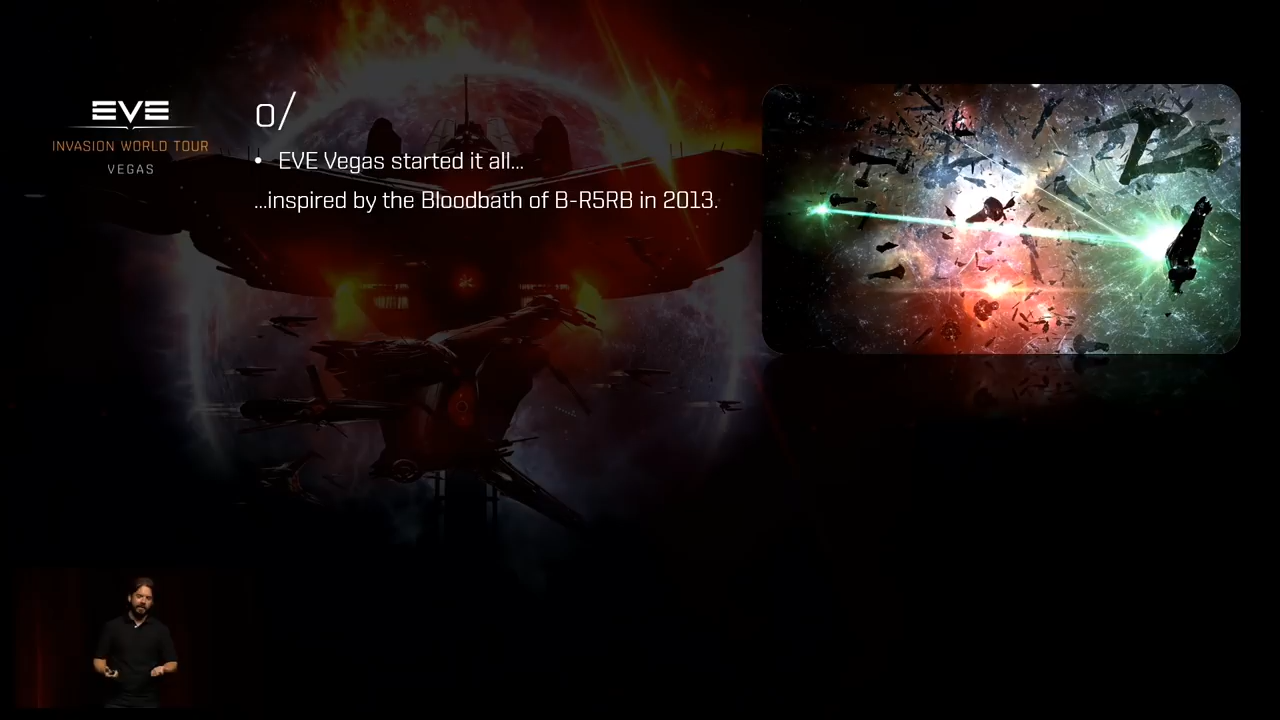 EVE
INVASION WORLD TOUR
VEGAS
o/
• EVE Vegas started it all...
...inspired by the Bloodbath of B-R5RB in 2013.